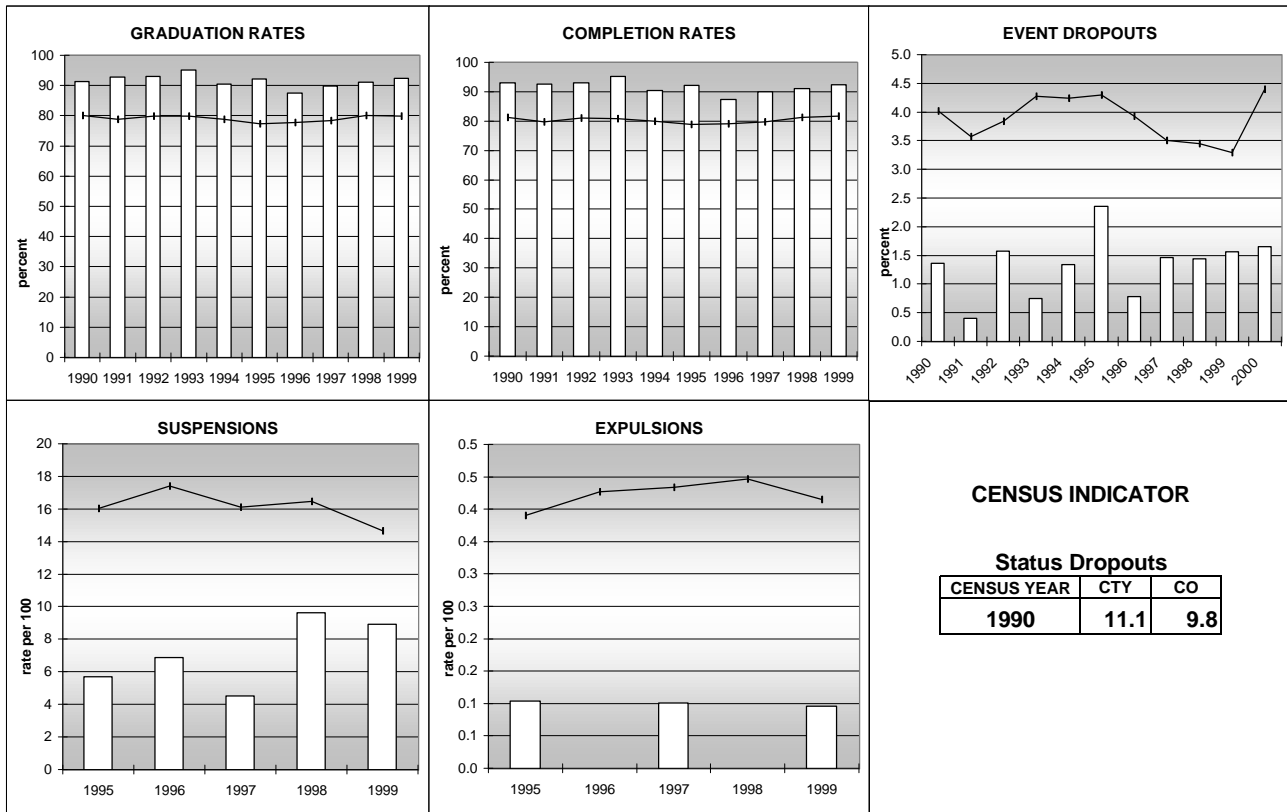 GRADUATION RATES
100
90
80
70
60
50
40
30
20
10
0
percent
1990 1991 1992 1993 1994 1995 1996 1997 1998 1999
COMPLETION RATES
100
90
80
70
60
50
40
30
20
10
0
percent
1990 1991 1992 1993 1994 1995 1996 1997 1998 1999
EVENT DROPOUTS
5.0
4.5
4.0
3.5
3.0
2.5
2.0
1.5
1.0
0.5
0.0
percent
1990 1991 1992 1993 1994 1995 1996 1997 1998 1999 2000
SUSPENSIONS
20
18
16
14
12
10
8
6
4
2
0
rate per 100
1995 1996 1997 1998 1999
EXPULSIONS
0.5
0.5
0.4
0.4
0.3
0.3
0.2
0.2
0.1
0.1
0.0
rate per 100
1995 1996 1997 1998 1999
CENSUS INDICATOR
Status Dropouts
CENSUS YEAR CTY CO
1990 11.1 9.8